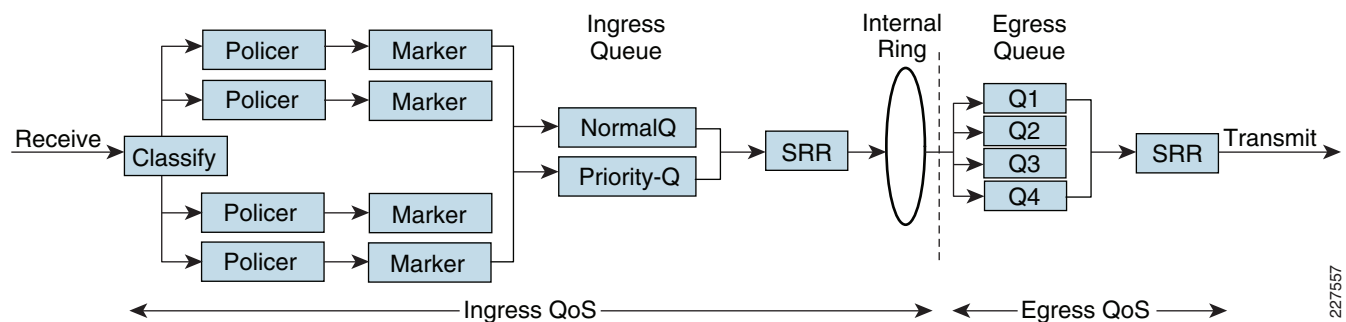 Ingress
Queue
Internal
Ring
Egress
Queue
Policer
Marker
Policer
Marker
Receive
Classify
NormalQ
Priority-Q
SRR
Q1
Q2
Q3
Q4
SRR
Transmit
Policer
Marker
Policer
Marker
Ingress QoS
Egress QoS
227557